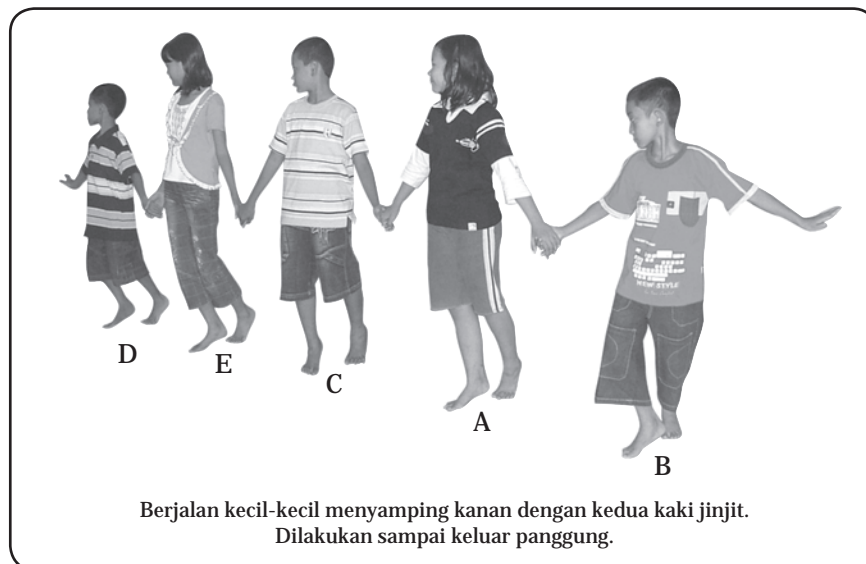 D
E
C
A
B
Berjalan kecil-kecil menyamping kanan dengan kedua kaki jinjit.
Dilakukan sampai keluar panggung.